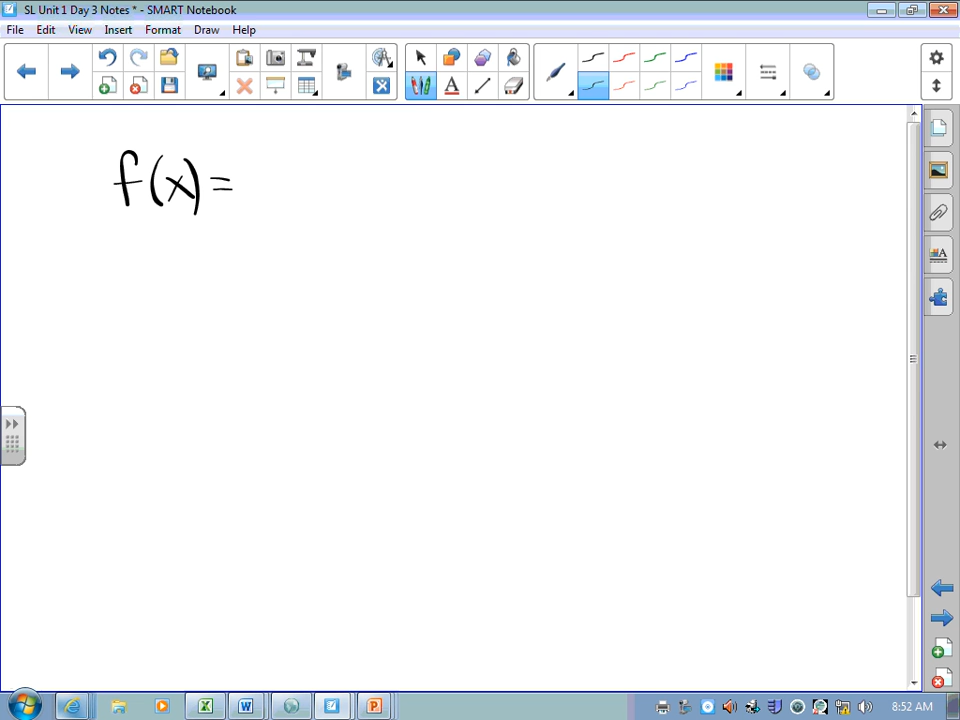 SL Unit 1 Day 3 Notes * - SMART Notebook
File Edit View Insert Format Draw Help
f(x)=
8:52 AM